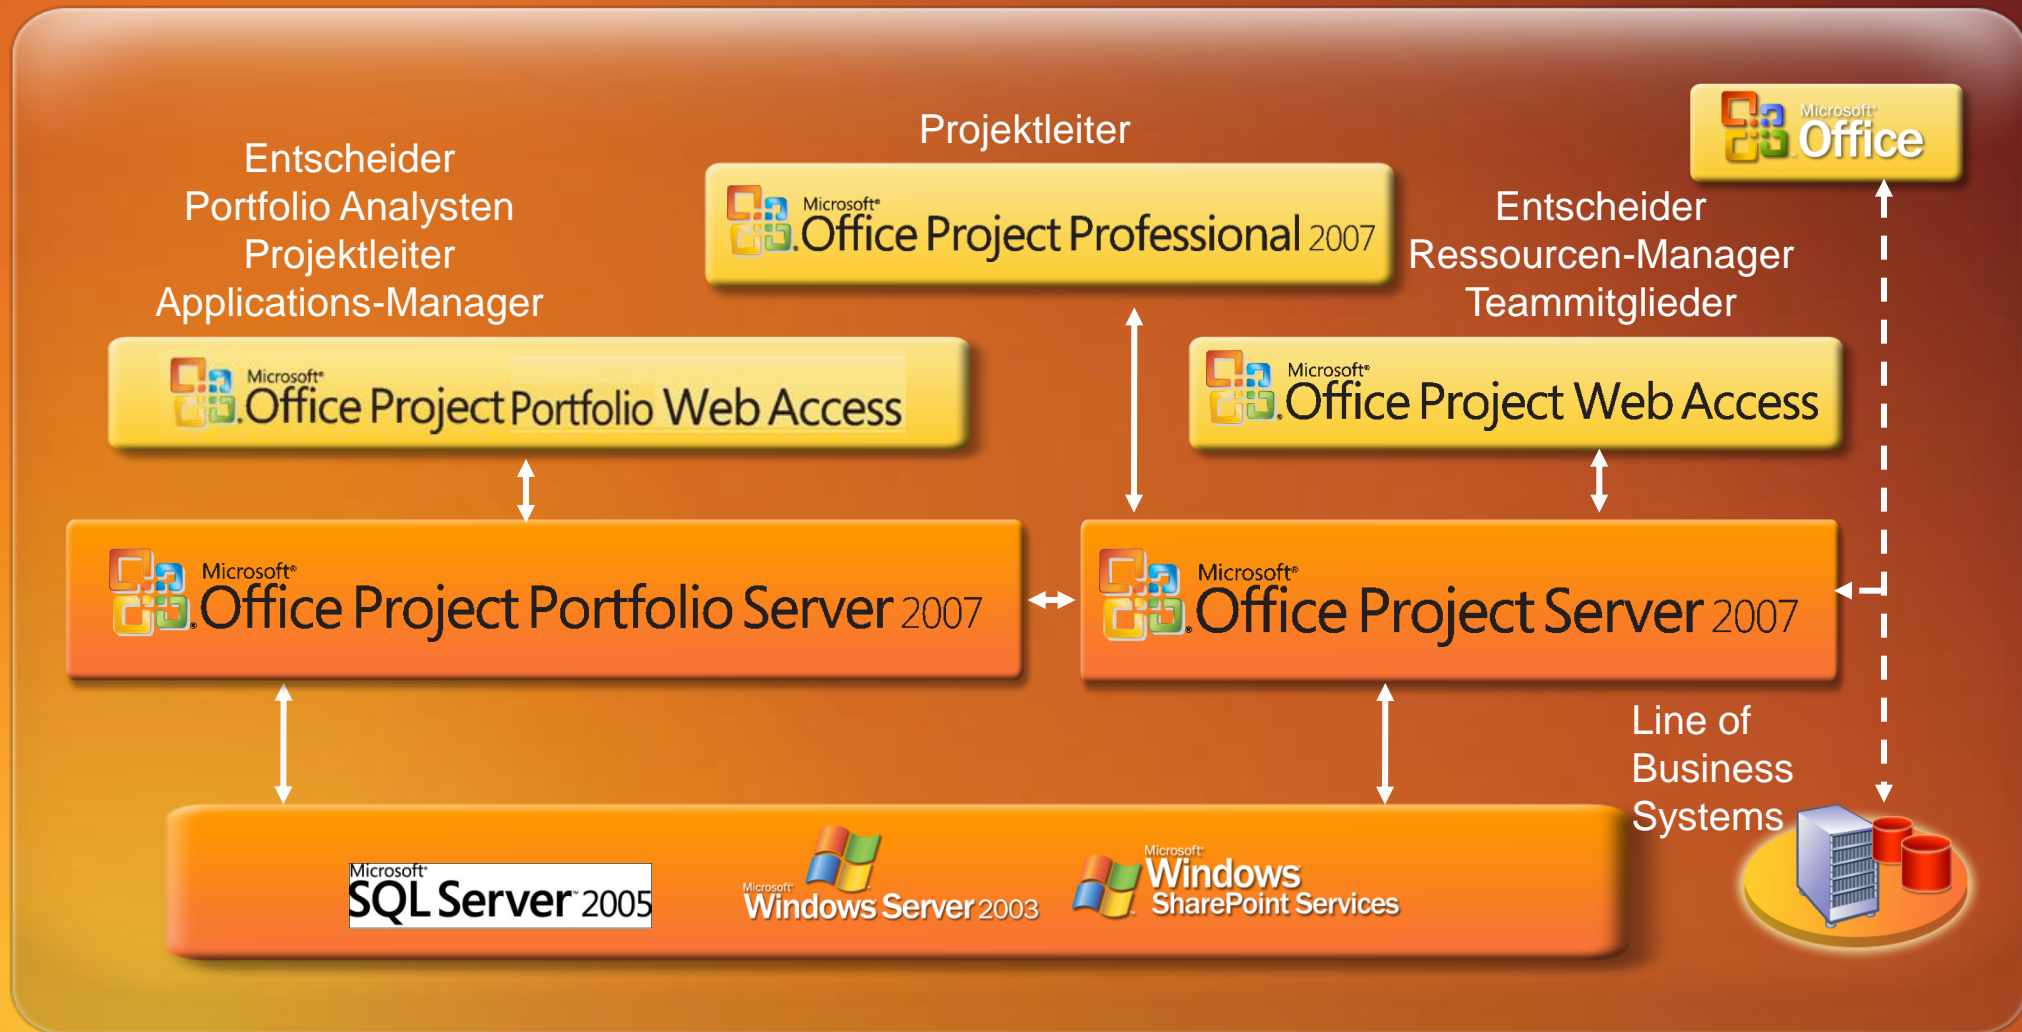 Projektleiter
Microsoft®
Office
Entscheider
Portfolio Analysten
Projektleiter
Applications-Manager
Microsoft®
Office Project Professional 2007
Entscheider
Ressourcen-Manager
Teammitglieder
Microsoft®
Office Project Portfolio Web Access
Microsoft®
Office Project Web Access
Microsoft®
Office Project Portfolio Server 2007
Microsoft®
Office Project Server 2007
Line of
Business
Systems
Microsoft®
SQL Server™ 2005
Microsoft®
Windows Server 2003
Microsoft®
Windows
SharePoint Services